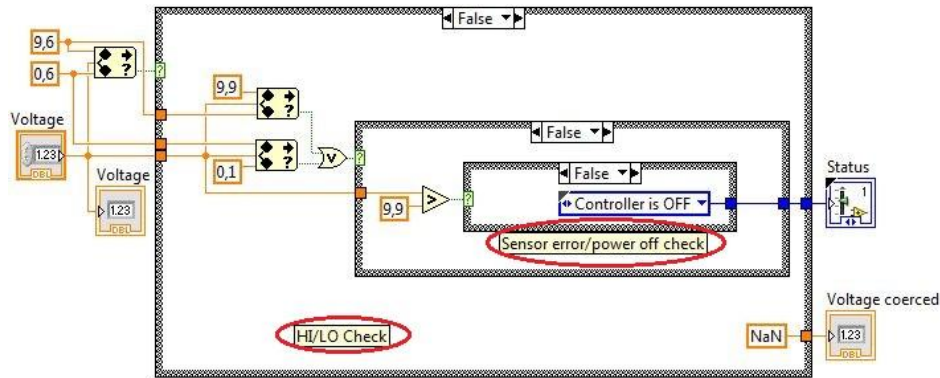 False
9,6
0,6
?
?
9,9
?
Voltage
1.23
DBL
Voltage
1.23
DBL
?
0,1
V
?
False
False
9,9
>
?
Controller is OFF
Sensor error/power off check
Status
1
HI/LO Check
NaN
Voltage coerced
1.23
DBL